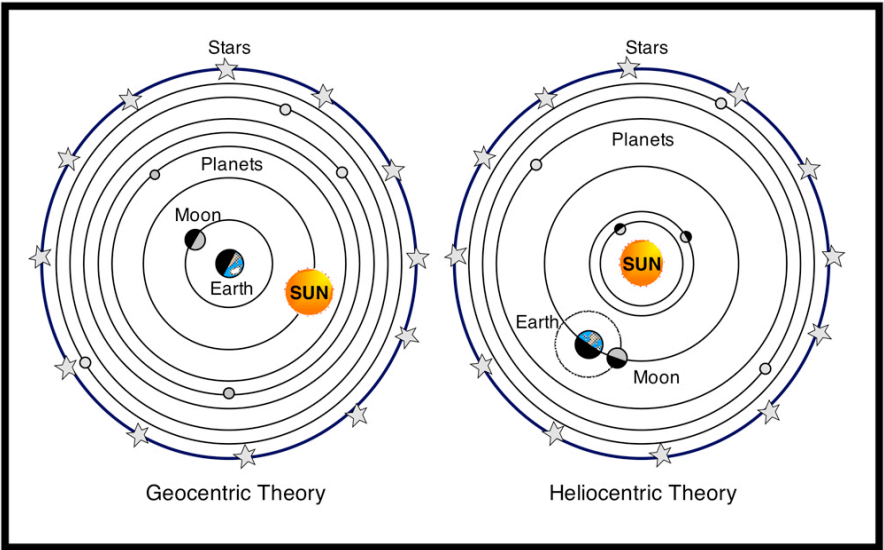 Stars
Planets
Moon
Earth
SUN
Geocentric Theory
Stars
Planets
SUN
Earth
Moon
Heliocentric Theory